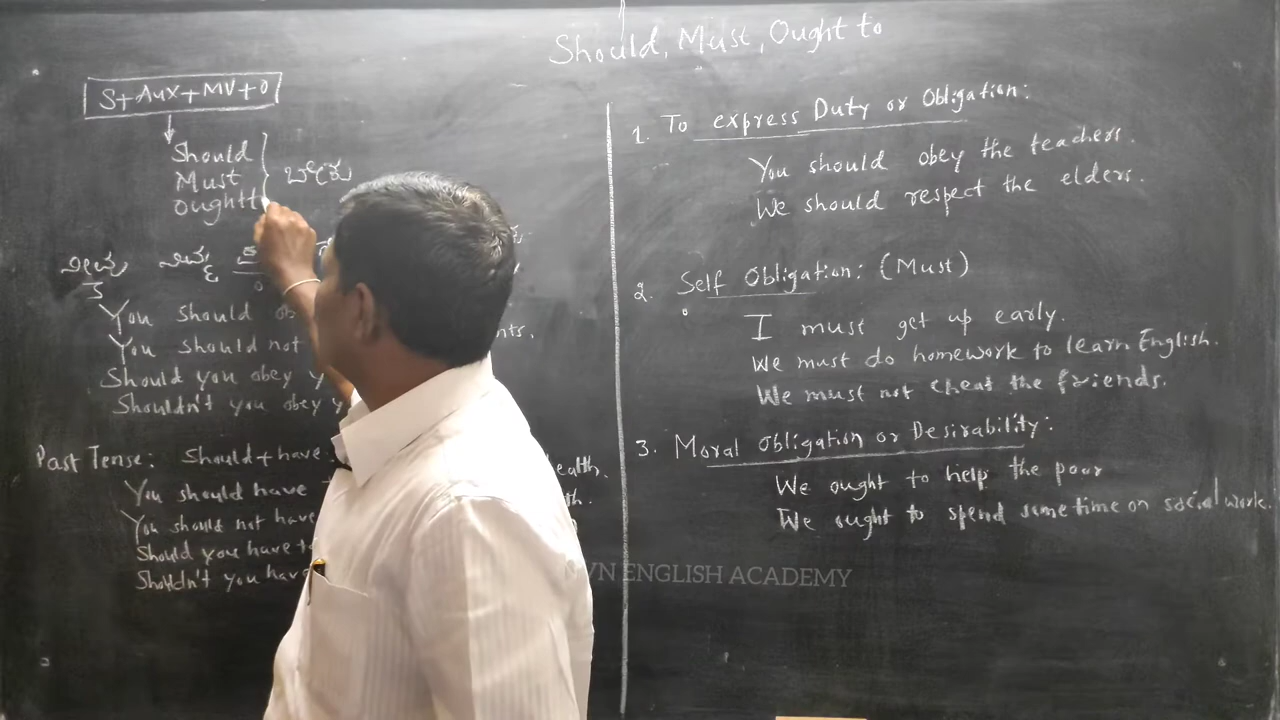 Should, Must, Ought to
S+Aux+MV+O
Should
Must
Ought
ಬೇಕು
ನೀವು ನಿಮ್ಮ
You should
You should not
Should you obey
Shouldn't you obey
Past Tense: Should+have
You should have
You should not have
Should you have
Shouldn't you have
1. To express Duty or Obligation:
You should obey the teachers.
We should respect the elders.
2. Self Obligation: (Must)
I must get up early.
We must do homework to learn English.
We must not cheat the friends.
3. Moral Obligation or Desirability:
We ought to help the poor
We ought to spend sometime on social work.
VN ENGLISH ACADEMY